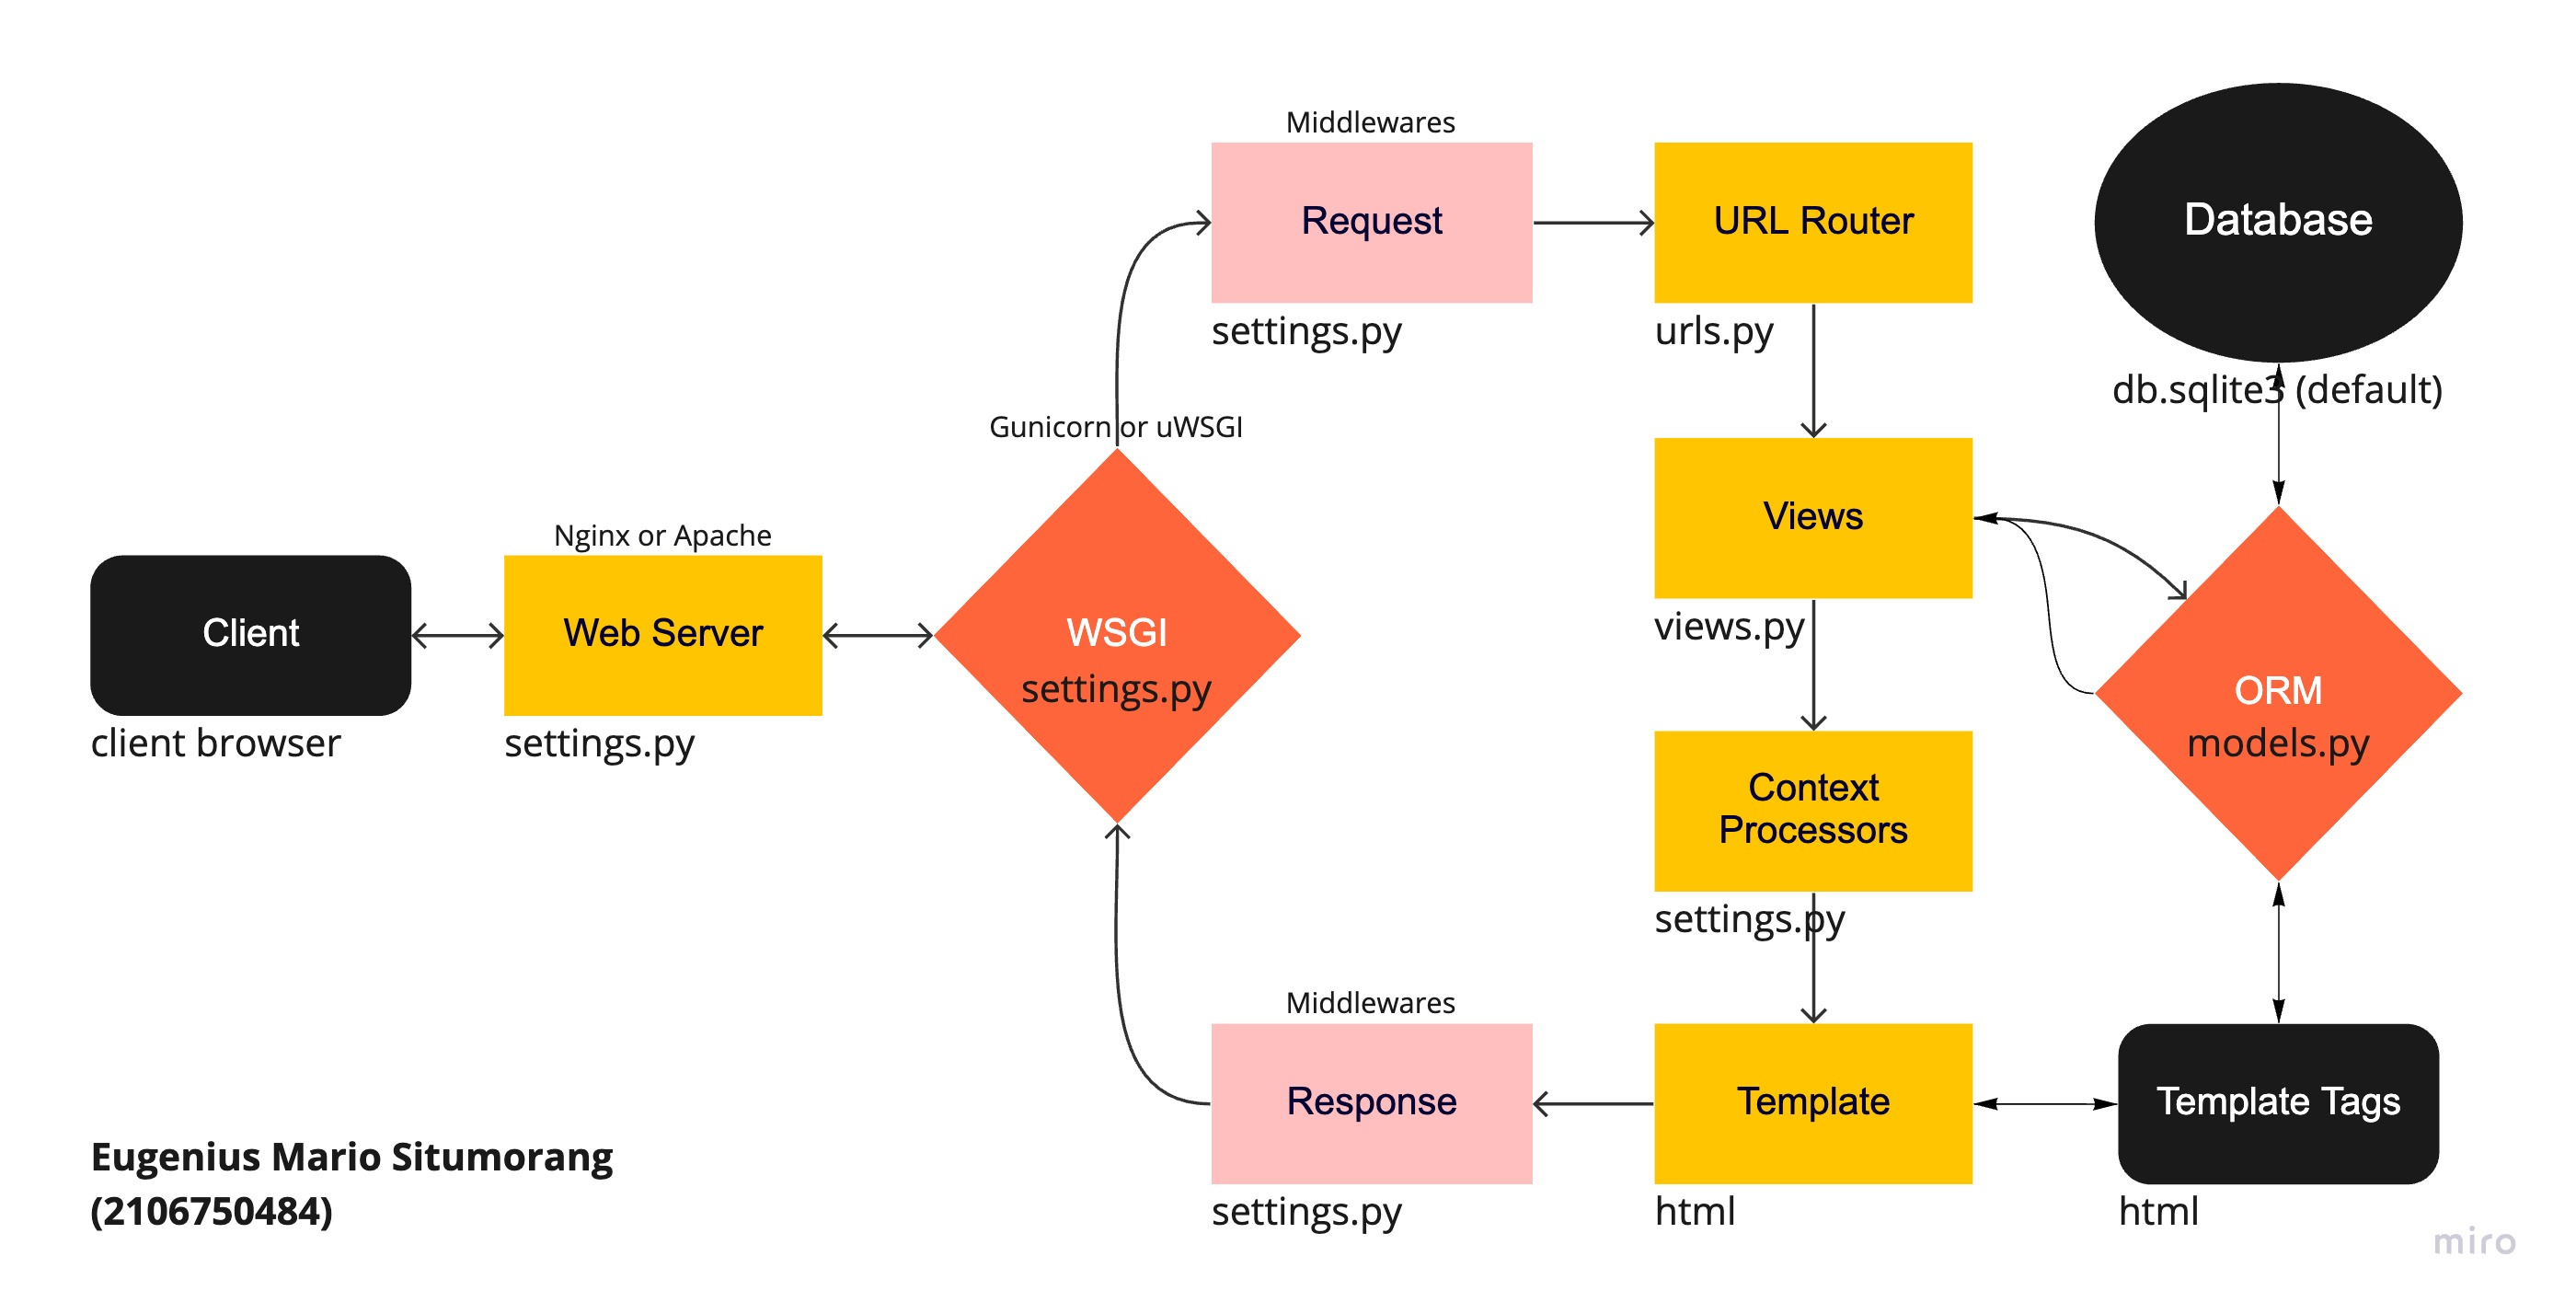 Middlewares
Request
settings.py
URL Router
urls.py
Database
db.sqlite3 (default)
Gunicorn or uWSGI
WSGI
settings.py
Nginx or Apache
Web Server
settings.py
Client
client browser
Views
views.py
ORM
models.py
Context
Processors
settings.py
Middlewares
Response
settings.py
Template
html
Template Tags
html
Eugenius Mario Situmorang
(2106750484)
miro